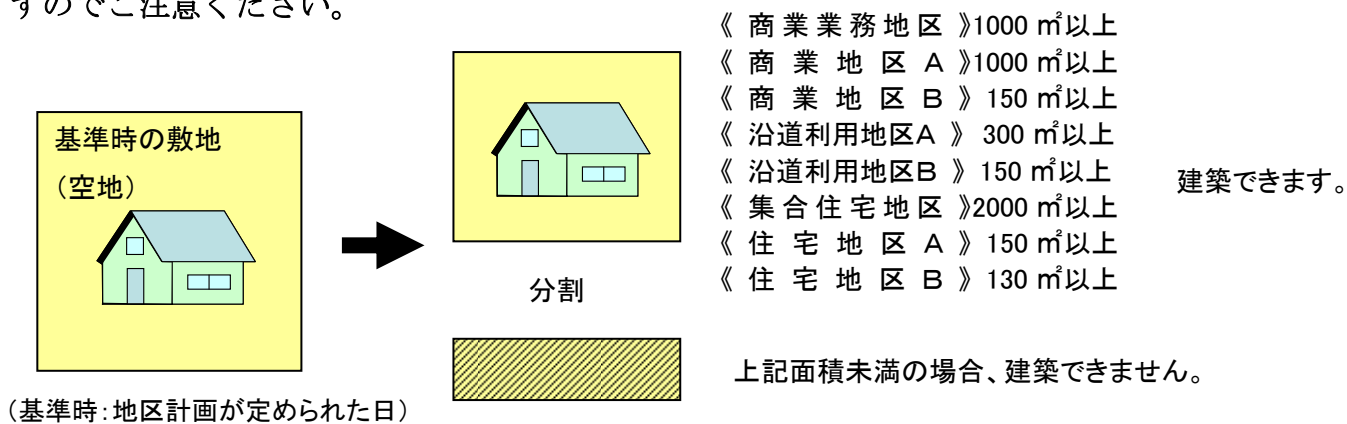 すのでご注意ください。
《 商業業務地区 》1000 ㎡以上
《 商 業 地 区 A 》1000 ㎡以上
《 商 業 地 区 B 》 150 ㎡以上
《 沿道利用地区A 》 300 ㎡以上
《 沿道利用地区B 》 150 ㎡以上
《 集合住宅地区 》2000 ㎡以上
《 住 宅 地 区 A 》 150 ㎡以上
《 住 宅 地 区 B 》 130 ㎡以上
建築できます。
基準時の敷地
(空地)
分割
上記面積未満の場合、建築できません。
(基準時:地区計画が定められた日)